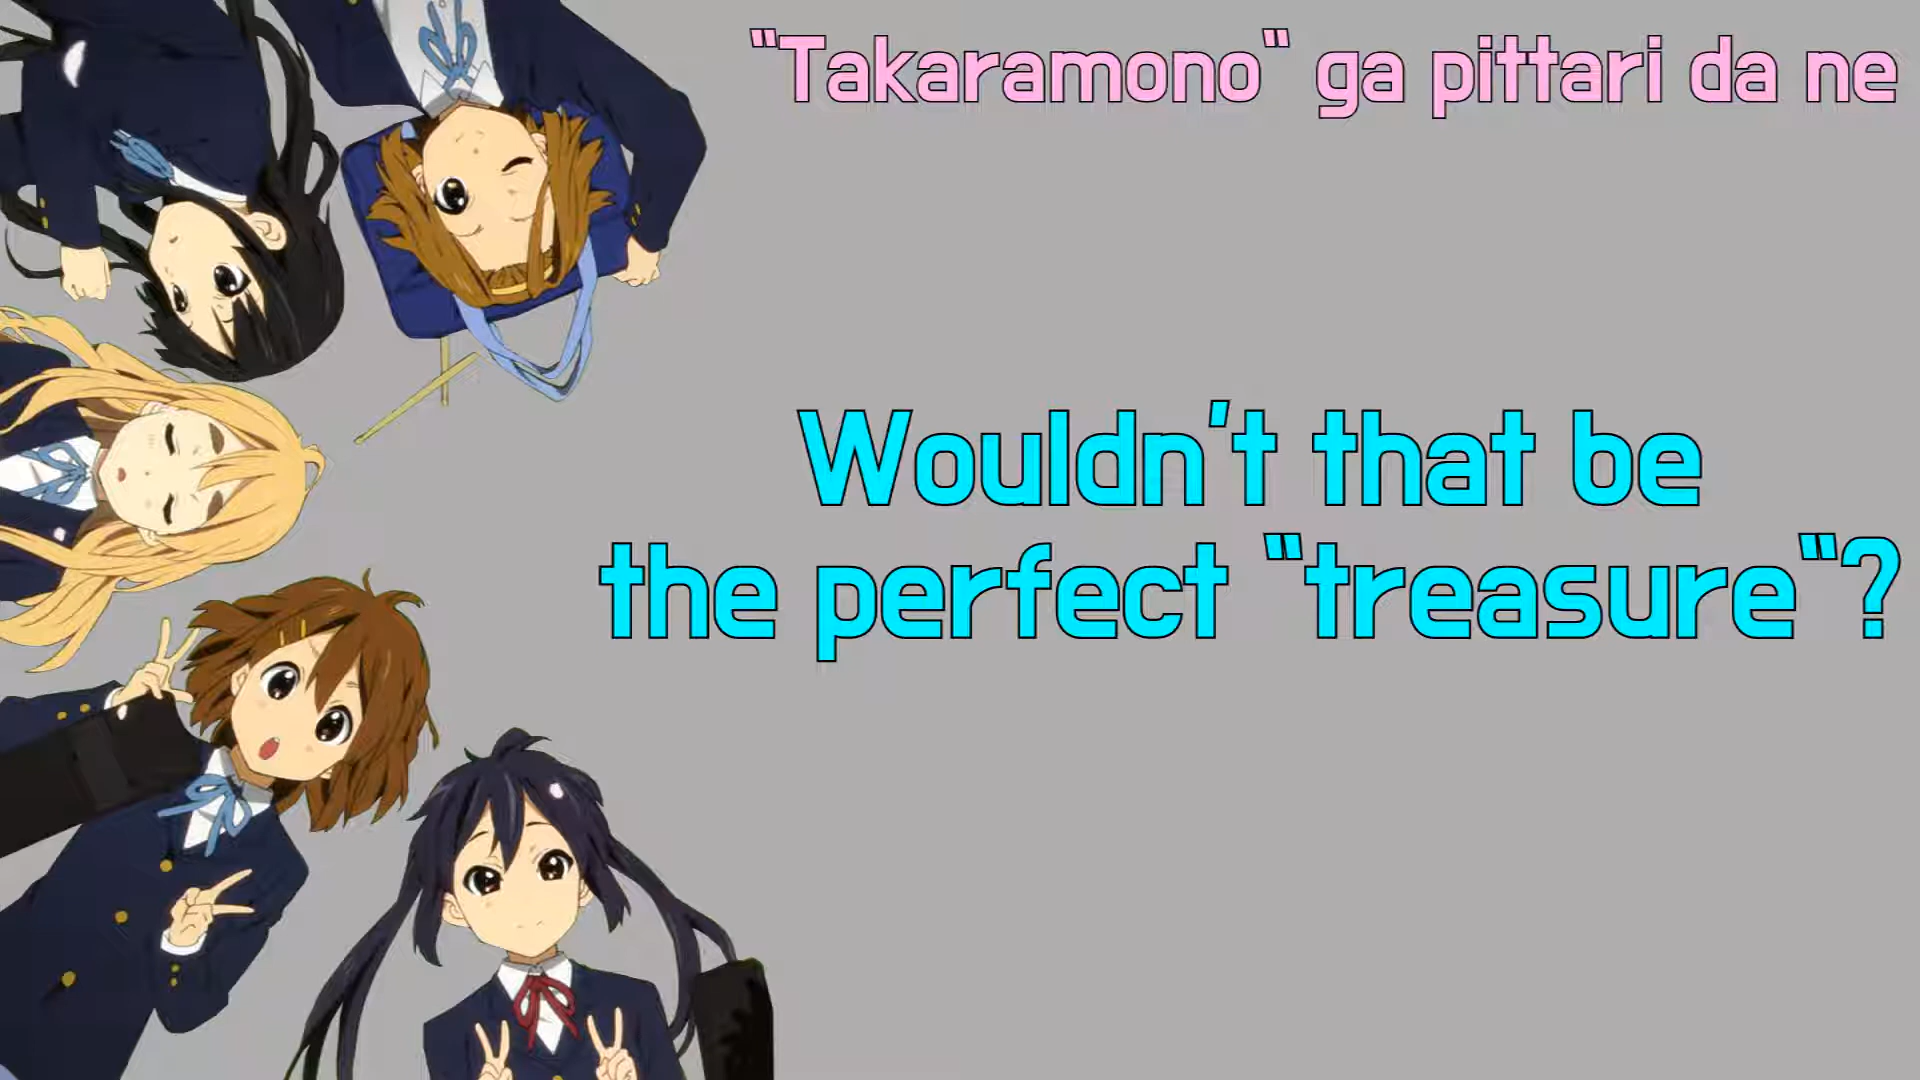 "Takaramono" ga pittari da ne
Wouldn't that be
the perfect "treasure"?